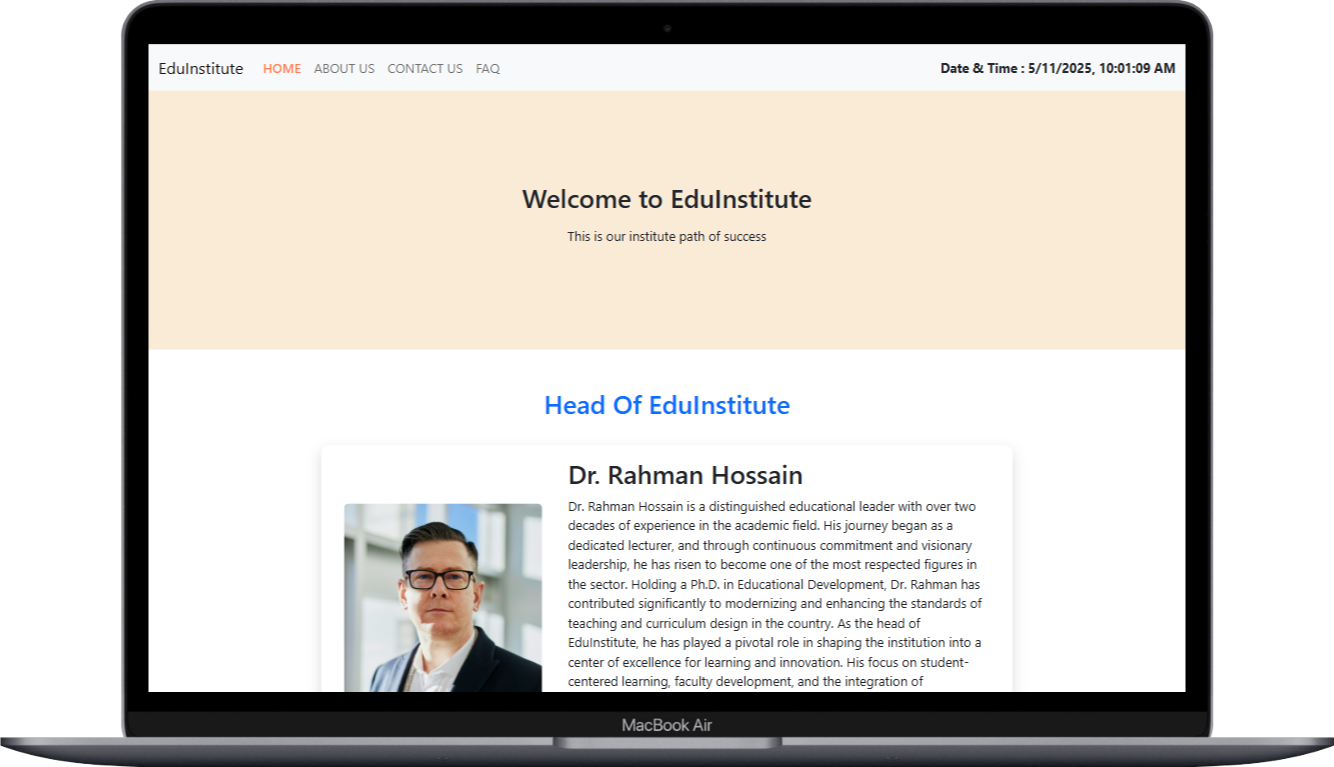 EduInstitute HOME ABOUT US CONTACT US FAQ Date & Time : 5/11/2025, 10:01:09 AM
Welcome to EduInstitute
This is our institute path of success
Head Of EduInstitute
Dr. Rahman Hossain
Dr. Rahman Hossain is a distinguished educational leader with over two
decades of experience in the academic field. His journey began as a
dedicated lecturer, and through continuous commitment and visionary
leadership, he has risen to become one of the most respected figures in
the sector. Holding a Ph.D. in Educational Development, Dr. Rahman has
contributed significantly to modernizing and enhancing the standards of
teaching and curriculum design in the country. As the head of
EduInstitute, he has played a pivotal role in shaping the institution into a
center of excellence for learning and innovation. His focus on student-
centered learning, faculty development, and the integration of
MacBook Air